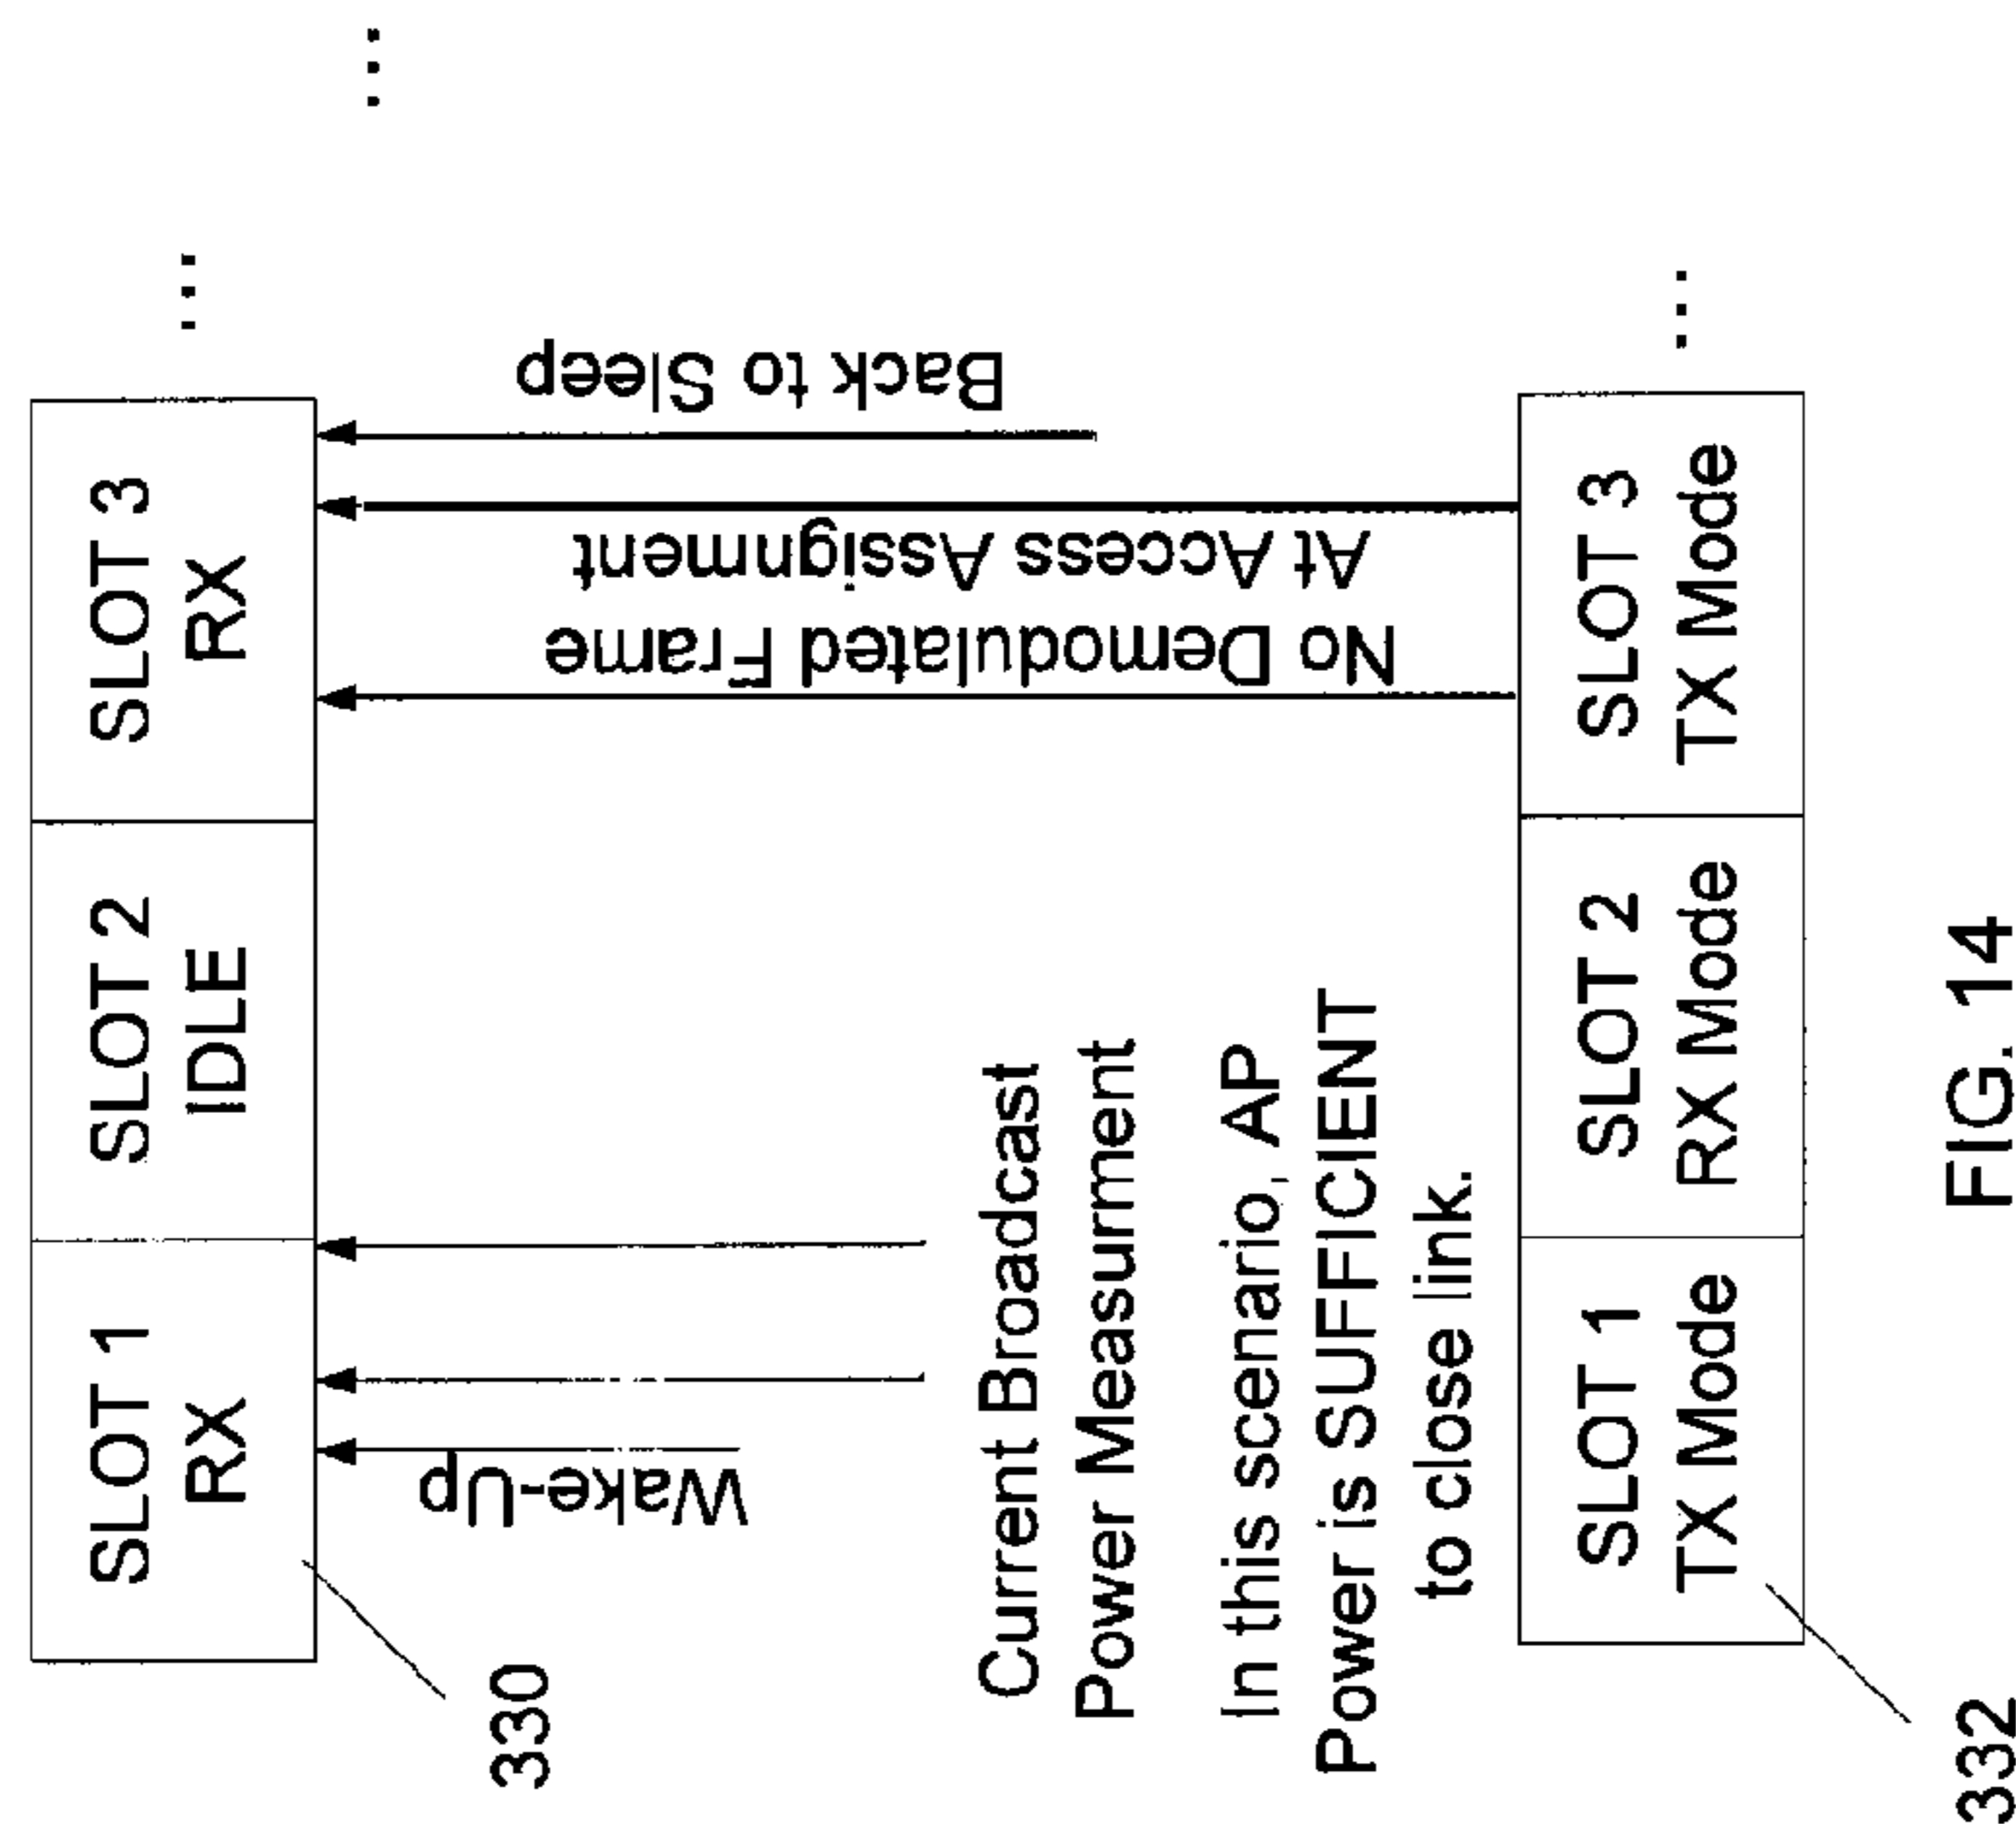 SLOT 1
RX
SLOT 2
IDLE
SLOT 3
RX
...
330
Wake-Up
No Demodulated Frame
At Access Assignment
Back to Sleep
...
Current Broadcast
Power Measurment
In this scenario, AP
Power is SUFFICIENT
to close link.
SLOT 1
TX Mode
SLOT 2
RX Mode
SLOT 3
TX Mode
...
332
FIG. 14